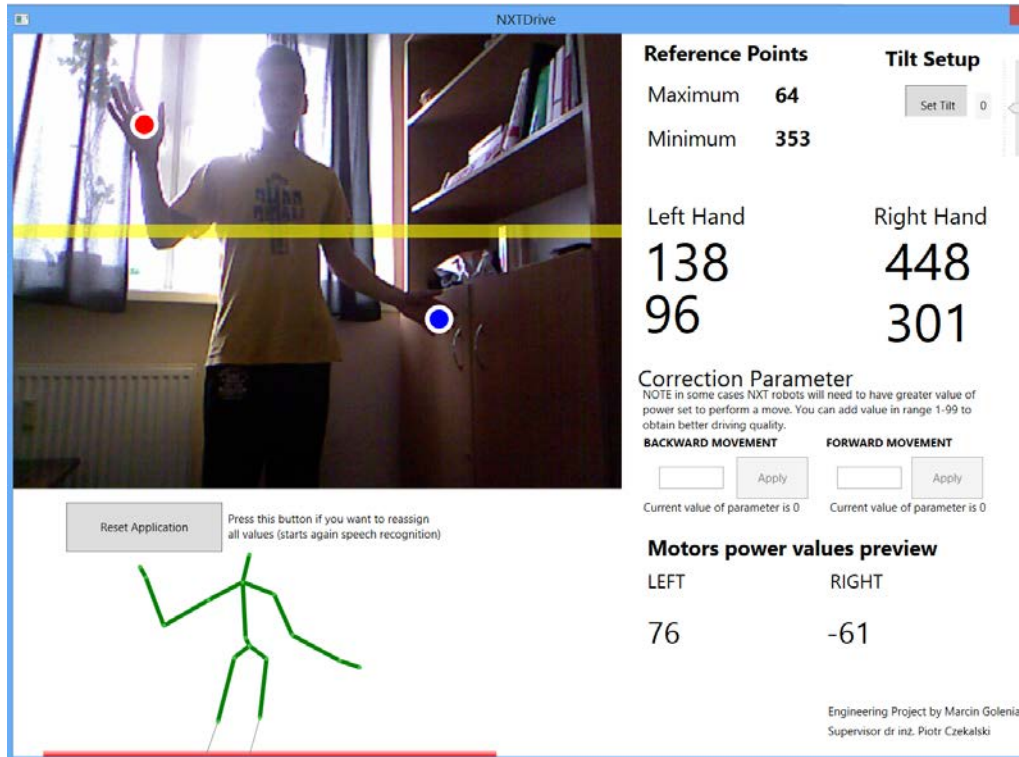 NXTDrive
Reference Points
Maximum 64
Minimum 353
Tilt Setup
Set Tilt 0
Left Hand
138
96
Right Hand
448
301
Correction Parameter
NOTE in some cases NXT robots will need to have greater value of
power set to perform a move. You can add value in range 1-99 to
obtain better driving quality.
BACKWARD MOVEMENT
Apply
Current value of parameter is 0
FORWARD MOVEMENT
Apply
Current value of parameter is 0
Reset Application
Press this button if you want to reassign
all values (starts again speech recognition)
Motors power values preview
LEFT RIGHT
76 -61
Engineering Project by Marcin Golenia
Supervisor dr inż. Piotr Czekalski